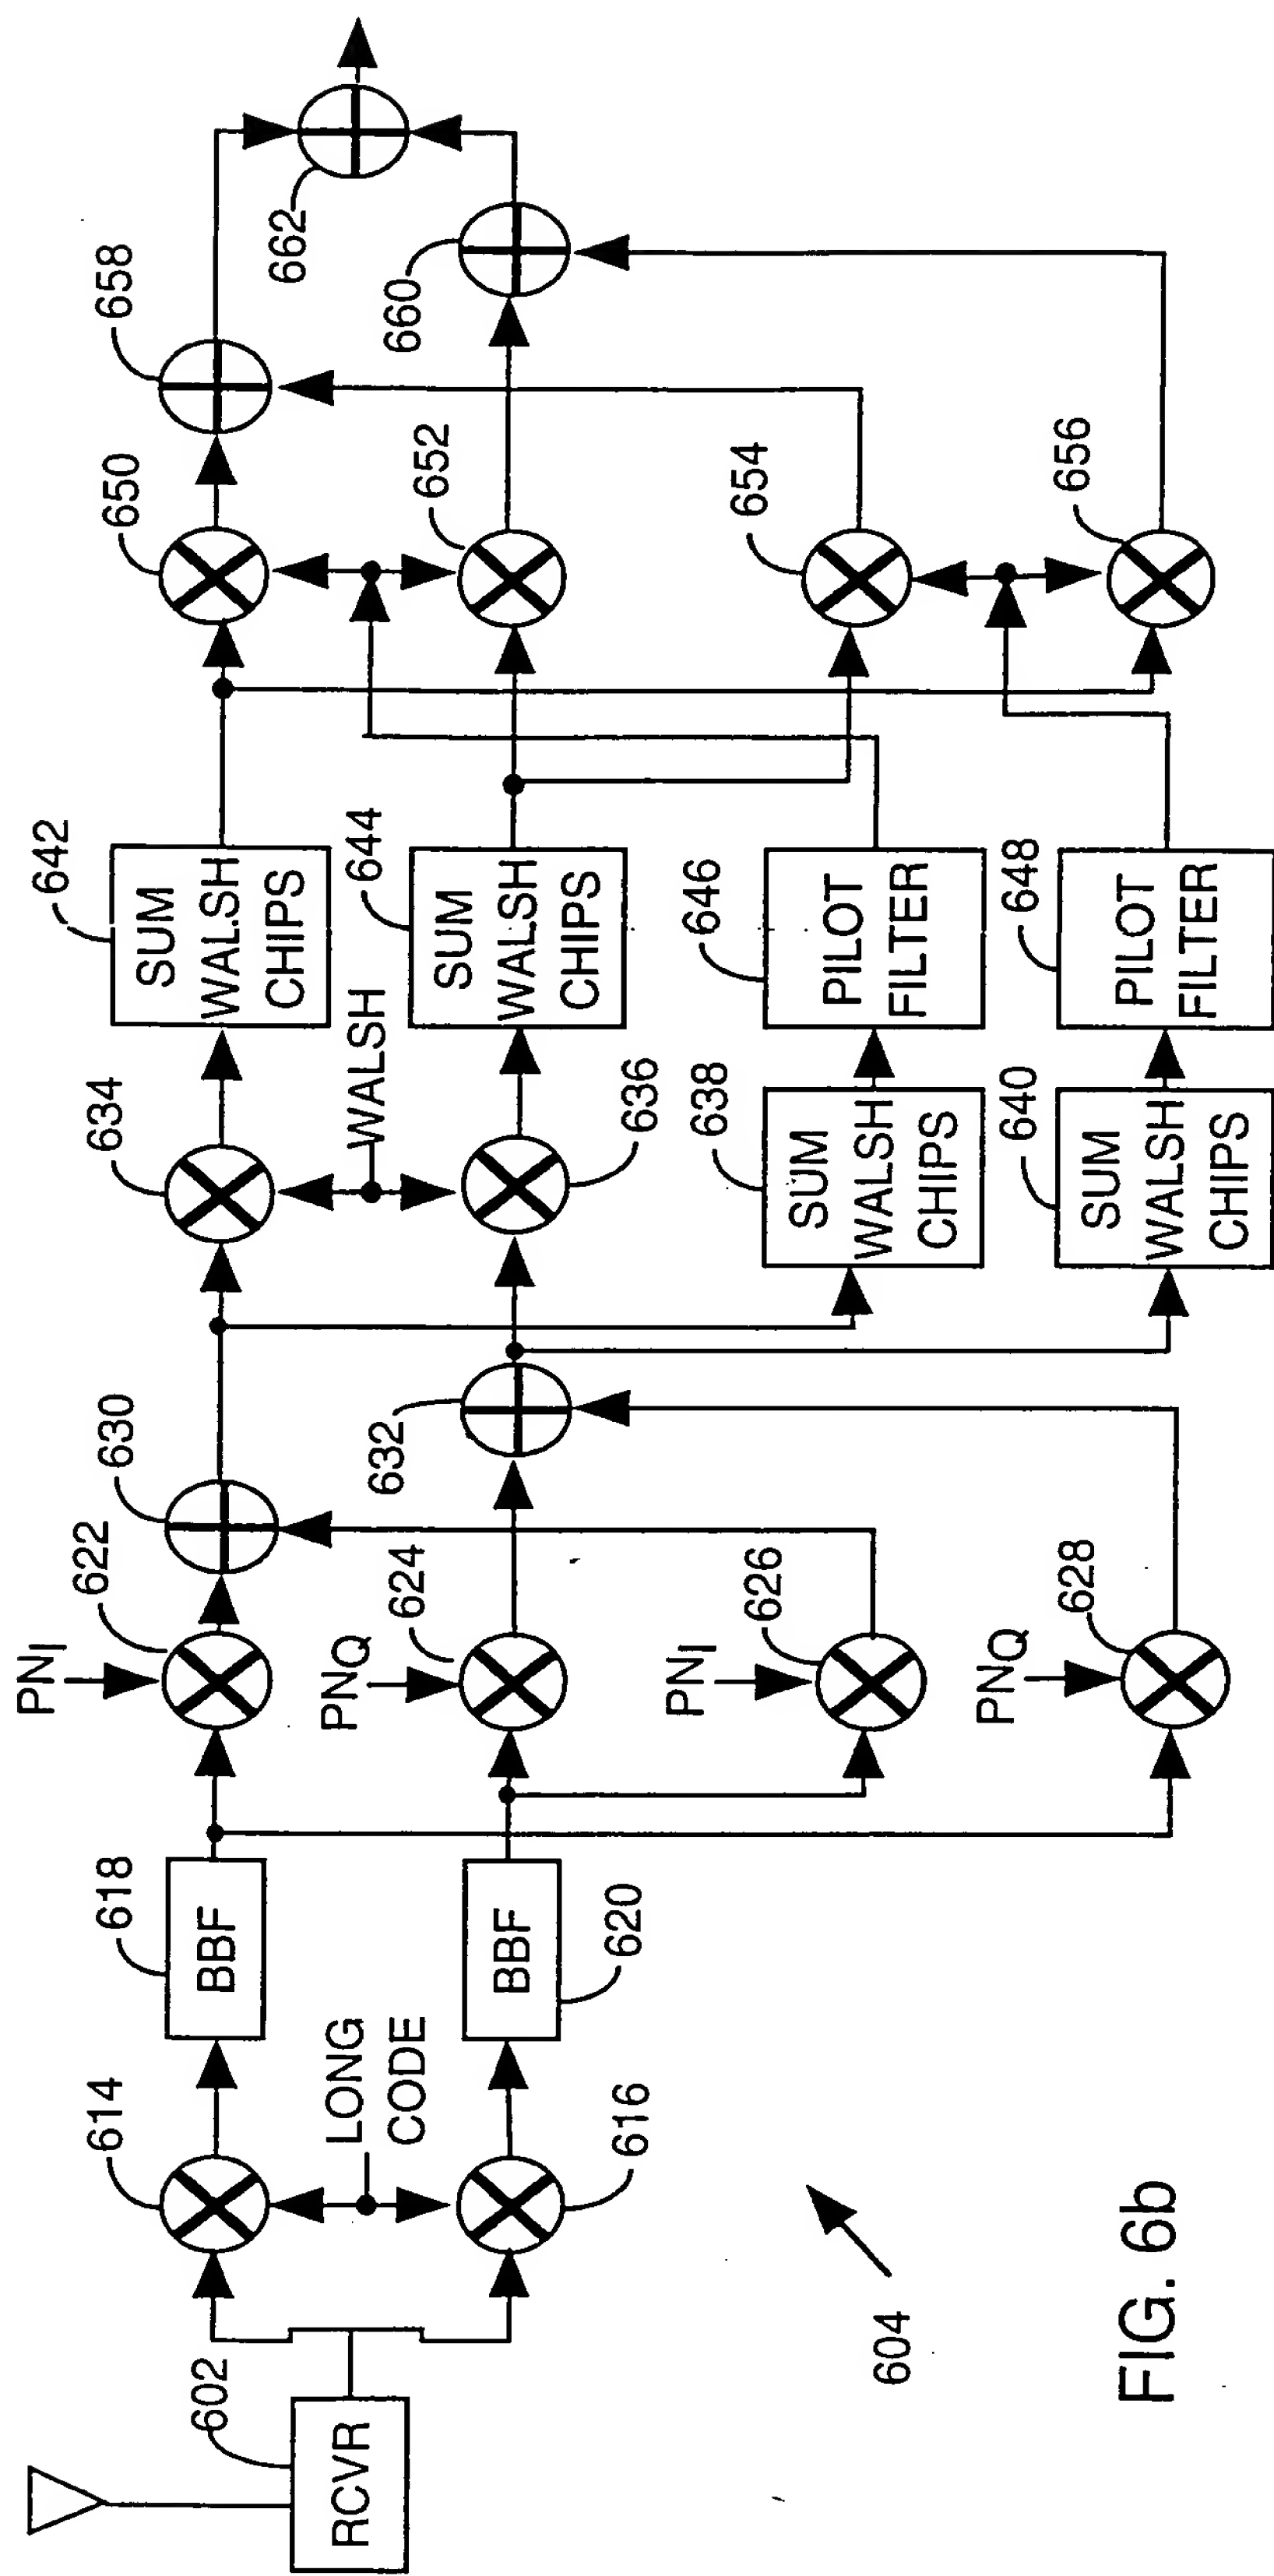 602
RCVR
614
616
LONG
CODE
618
BBF
620
BBF
PNI
622
PNQ
624
PNI
626
PNQ
628
630
632
634
WALSH
636
638
SUM
WALSH
CHIPS
640
SUM
WALSH
CHIPS
642
SUM
WALSH
CHIPS
644
SUM
WALSH
CHIPS
646
PILOT
FILTER
648
PILOT
FILTER
650
652
654
656
658
660
662
604
FIG. 6b